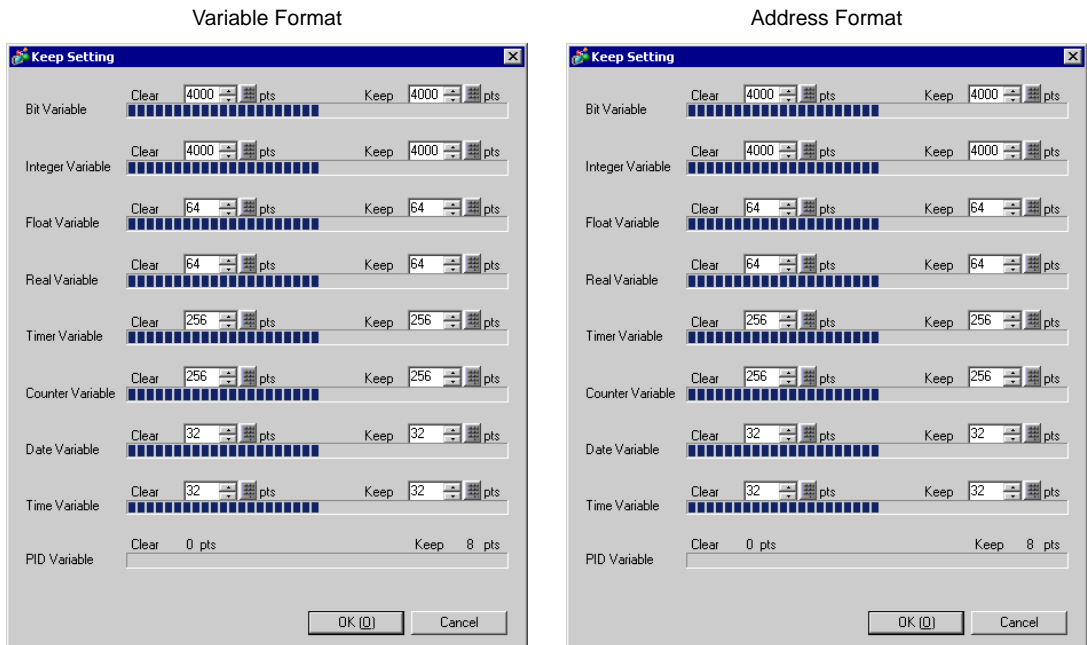 Variable Format
Keep Setting
Clear 4000 pts Keep 4000 pts
Bit Variable
Clear 4000 pts Keep 4000 pts
Integer Variable
Clear 64 pts Keep 64 pts
Float Variable
Clear 64 pts Keep 64 pts
Real Variable
Clear 256 pts Keep 256 pts
Timer Variable
Clear 256 pts Keep 256 pts
Counter Variable
Clear 32 pts Keep 32 pts
Date Variable
Clear 32 pts Keep 32 pts
Time Variable
Clear 0 pts Keep 8 pts
PID Variable
OK (O) Cancel
Address Format
Keep Setting
Clear 4000 pts Keep 4000 pts
Bit Variable
Clear 4000 pts Keep 4000 pts
Integer Variable
Clear 64 pts Keep 64 pts
Float Variable
Clear 64 pts Keep 64 pts
Real Variable
Clear 256 pts Keep 256 pts
Timer Variable
Clear 256 pts Keep 256 pts
Counter Variable
Clear 32 pts Keep 32 pts
Date Variable
Clear 32 pts Keep 32 pts
Time Variable
Clear 0 pts Keep 8 pts
PID Variable
OK (O) Cancel